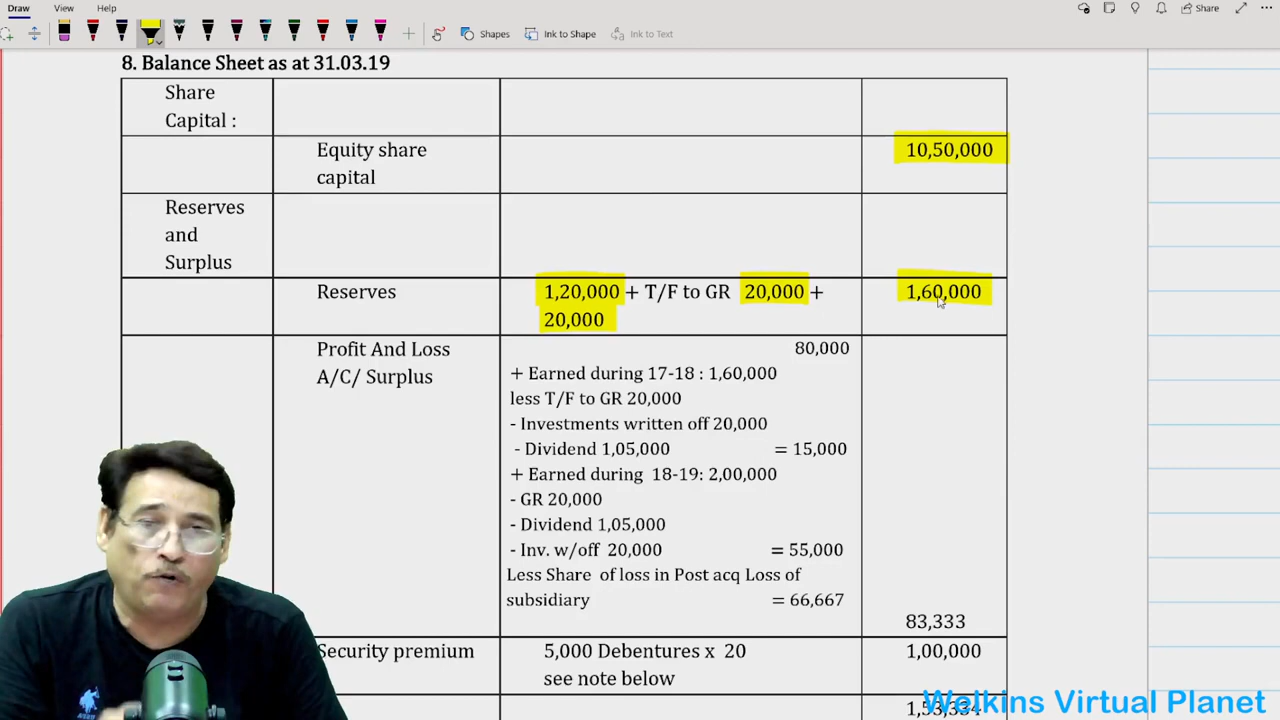 Draw View Help
Share
Shapes Ink to Shape Ink to Text
8. Balance Sheet as at 31.03.19
Share
Capital :
Equity share
capital
10,50,000
Reserves
and
Surplus
Reserves
1,20,000 + T/F to GR 20,000 +
20,000
1,60,000
Profit And Loss
A/C/ Surplus
80,000
+ Earned during 17-18 : 1,60,000
less T/F to GR 20,000
- Investments written off 20,000
- Dividend 1,05,000 = 15,000
+ Earned during 18-19: 2,00,000
- GR 20,000
- Dividend 1,05,000
- Inv. w/off 20,000 = 55,000
Less Share of loss in Post acq Loss of
subsidiary = 66,667
83,333
Security premium
5,000 Debentures x 20
see note below
1,00,000
1,53,334
Welkins Virtual Planet